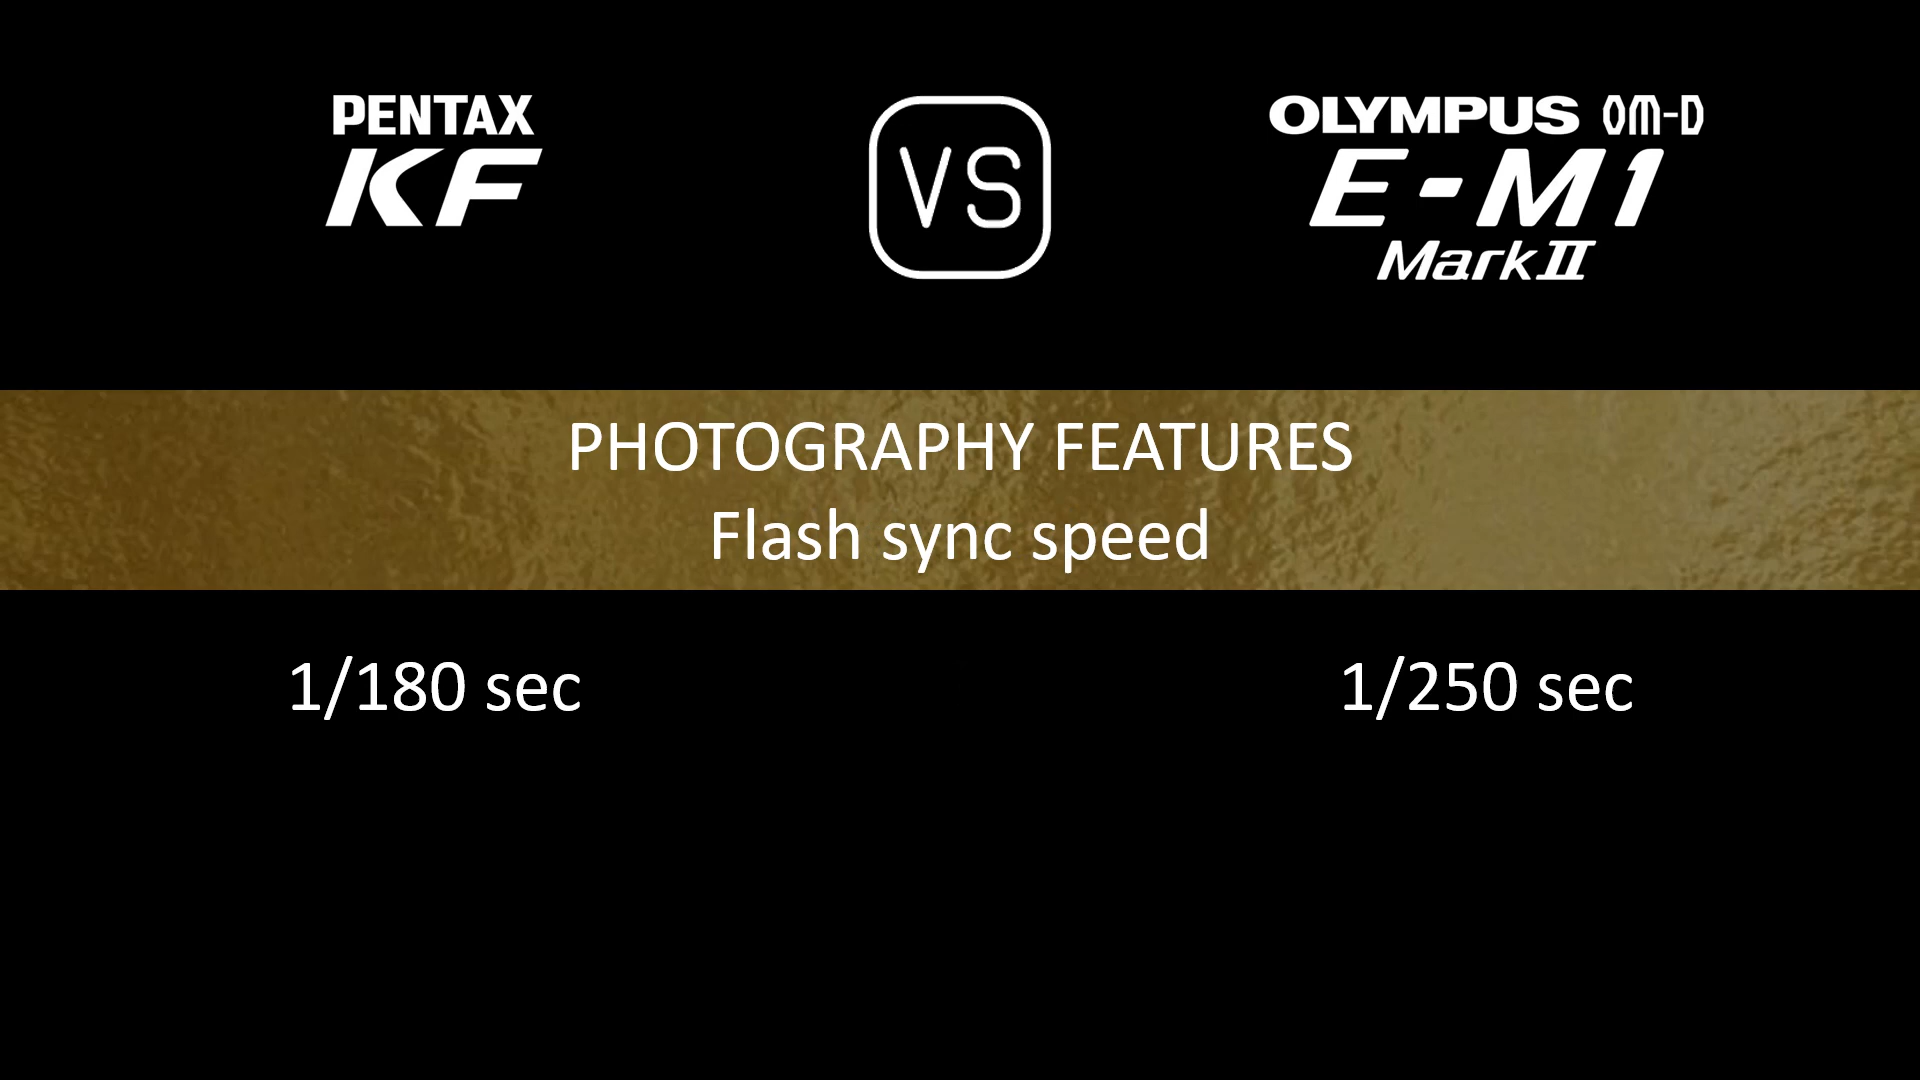 PENTAX
KF
VS
OLYMPUS OM-D
E-M1
Mark II
PHOTOGRAPHY FEATURES
Flash sync speed
1/180 sec
1/250 sec